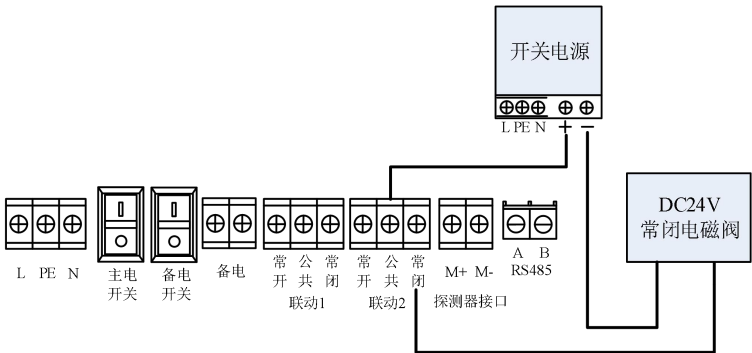 开关电源
L PE N + −
DC24V
常闭电磁阀
L PE N
主电
开关
备电
开关
备电
常开 公共 常闭
联动1
常开 公共 常闭
联动2
M+ M-
探测器接口
A B
RS485